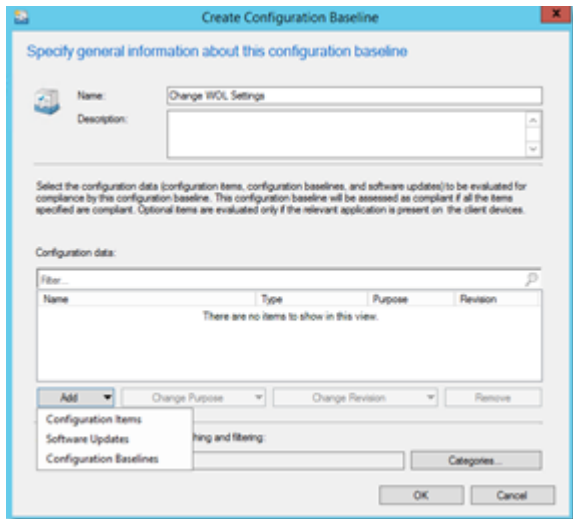 Create Configuration Baseline
x
Specify general information about this configuration baseline
Name:
Change WOL Settings
Description:
Select the configuration data (configuration items, configuration baselines, and software updates) to be evaluated for
compliance by this configuration baseline. This configuration baseline will be assessed as compliant if all the items
specified are compliant. Optional items are evaluated only if the relevant application is present on the client devices.
Configuration data:
Filter...
Name Type Purpose Revision
There are no items to show in this view.
Add Change Purpose Change Revision Remove
Configuration Items
Software Updates
hing and filtering:
Configuration Baselines
Categories...
OK Cancel